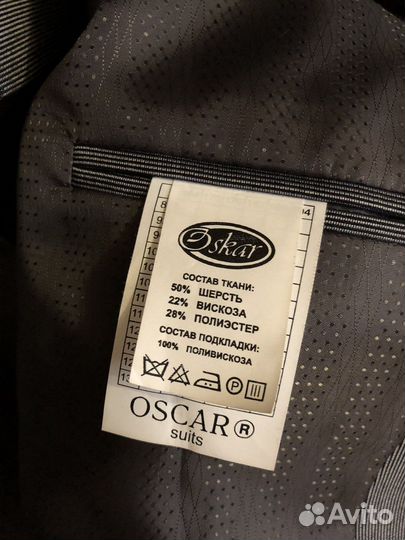 Oskar
СОСТАВ ТКАНИ:
50% ШЕРСТЬ
22% ВИСКОЗА
28% ПОЛИЭСТЕР
СОСТАВ ПОДКЛАДКИ:
100% ПОЛИВИСКОЗА
P
OSCAR®
suits
Avito